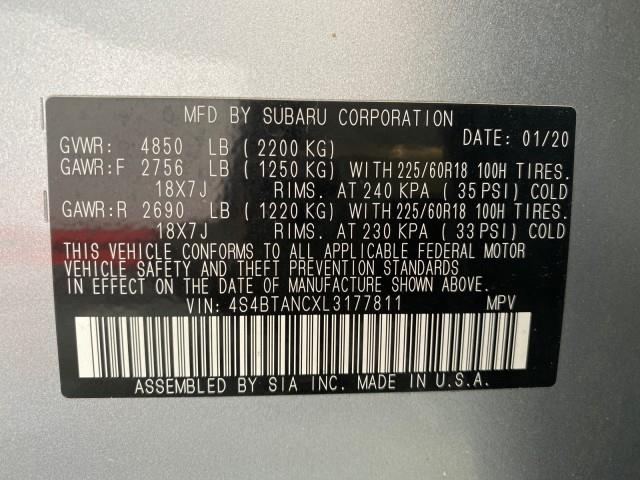 MFD BY SUBARU CORPORATION
GVWR: 4850 LB (2200 KG) DATE: 01/20
GAWR:F 2756 LB (1250 KG) WITH 225/60R18 100H TIRES.
18X7J RIMS. AT 240 KPA (35 PSI) COLD
GAWR:R 2690 LB (1220 KG) WITH 225/60R18 100H TIRES.
18X7J RIMS. AT 230 KPA (33 PSI) COLD
THIS VEHICLE CONFORMS TO ALL APPLICABLE FEDERAL MOTOR
VEHICLE SAFETY AND THEFT PREVENTION STANDARDS
IN EFFECT ON THE DATE OF MANUFACTURE SHOWN ABOVE.
VIN: 4S4BTANCXL3177811 MPV
ASSEMBLED BY SIA INC. MADE IN U.S.A.